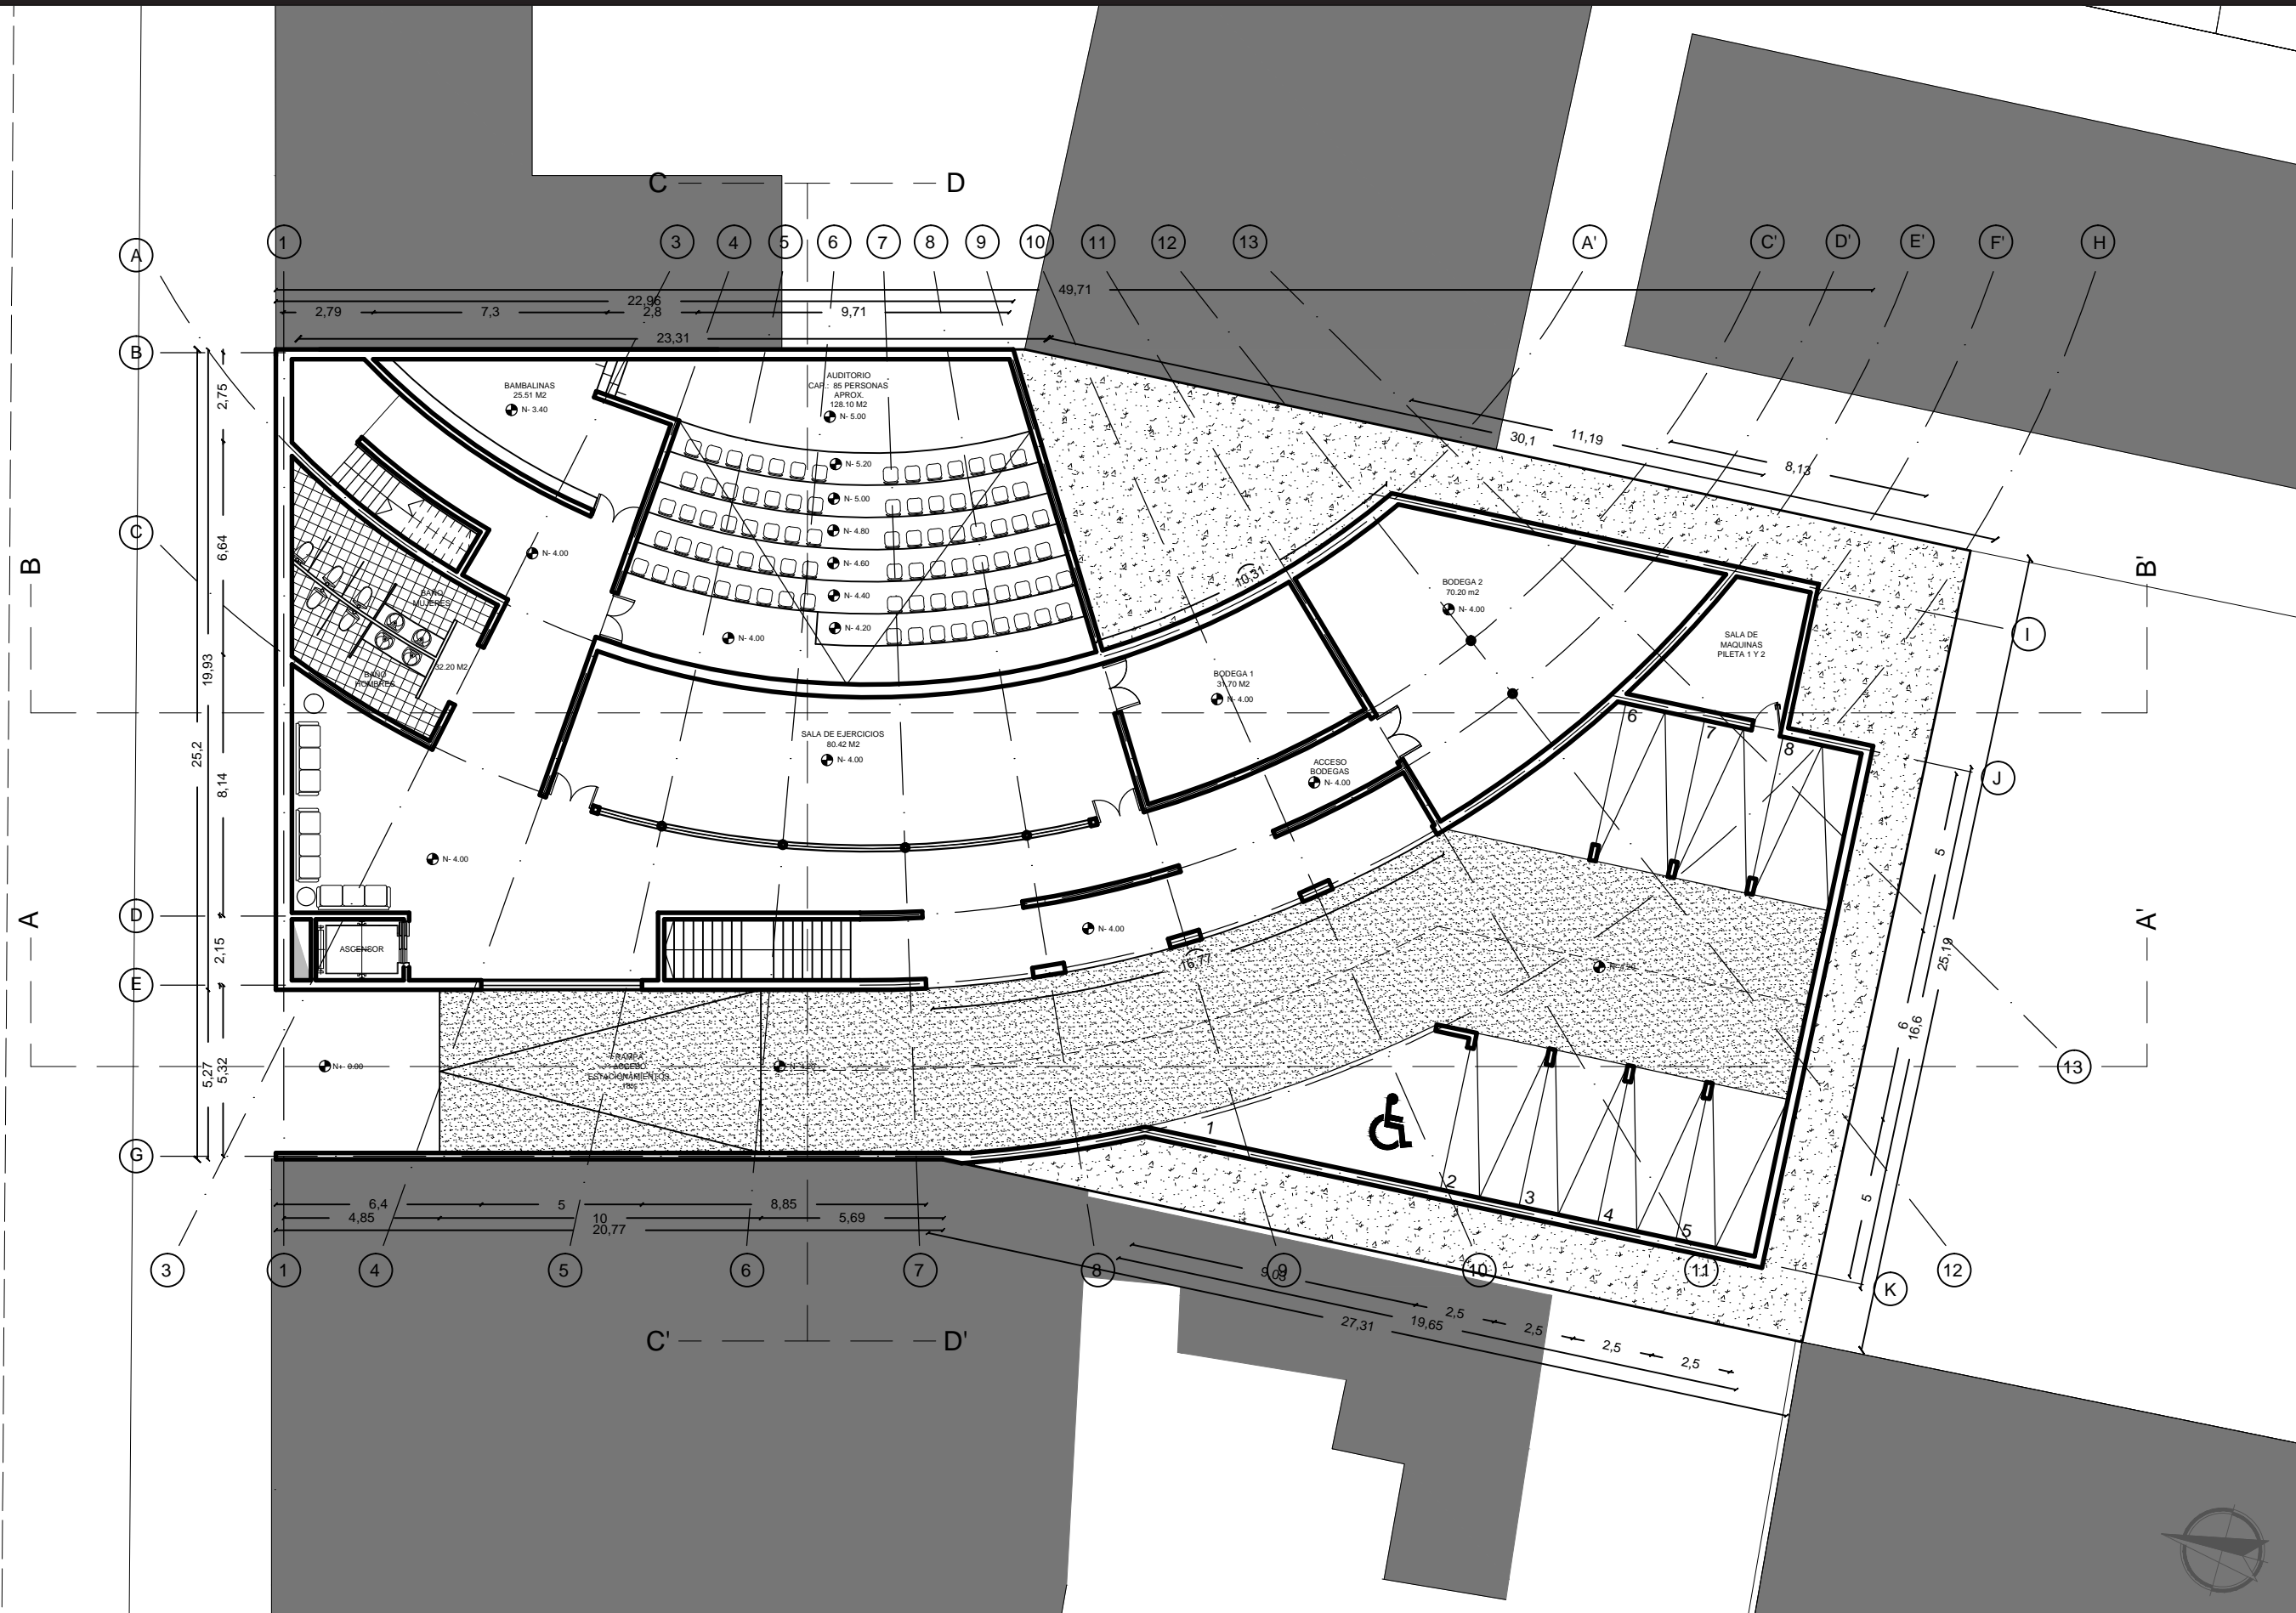 C
D
A
1
3
4
5
6
7
8
9
10
11
12
13
A'
C'
D'
E'
F'
H
49,71
22,96
2,79
7,3
2,8
9,71
23,31
B
2,75
BAMBALINAS
25.51 M2
N- 3.40
AUDITORIO
CAP.: 85 PERSONAS
APROX.
128.10 M2
N- 5.00
11,19
30,1
8,13
N- 5.20
N- 5.00
N- 4.80
N- 4.60
N- 4.40
N- 4.20
N- 4.00
C
6,64
N- 4.00
B
B'
10,31
BODEGA 2
70.20 m2
N- 4.00
BAÑO
MUJERES
I
SALA DE
MAQUINAS
PILETA 1 Y 2
19,93
32.20 M2
BAÑO
HOMBRES
BODEGA 1
31.70 M2
N- 4.00
6
7
8
25,2
SALA DE EJERCICIOS
80.42 M2
N- 4.00
ACCESO
BODEGAS
N- 4.00
J
8,14
N- 4.00
5
A
D
A'
N- 4.00
2,15
ASCENSOR
25,19
16,77
E
6
16,6
5,27
5,32
N+- 0.00
RAMPA
ACCESO
ESTACIONAMIENTOS
13
1
G
2
3
4
5
5
6,4
5
8,85
4,85
10
5,69
20,77
3
1
4
5
6
7
8
9
9,03
10
11
12
K
2,5
2,5
2,5
2,5
19,65
27,31
C'
D'